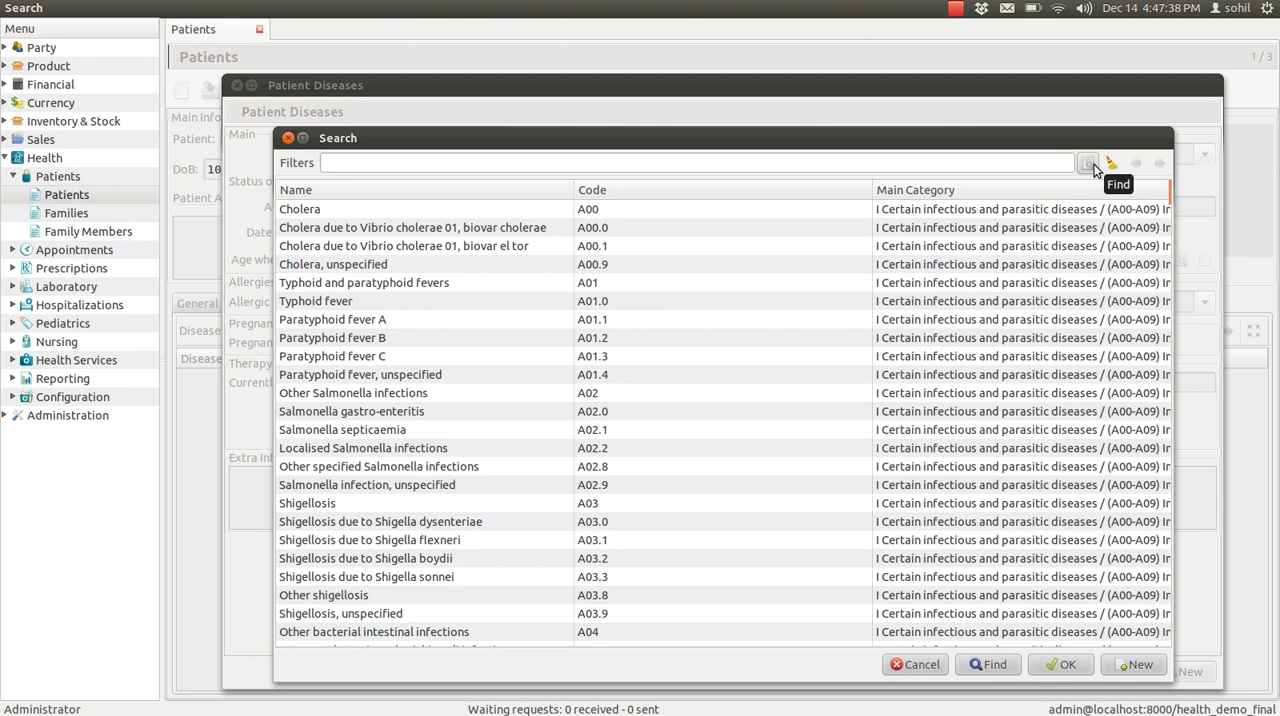 Search
Dec 14 4:47:38 PM
sohil
Menu
Party
Product
Financial
Currency
Inventory & Stock
Sales
Health
Patients
Patients
Families
Family Members
Appointments
Prescriptions
Laboratory
Hospitalizations
Pediatrics
Nursing
Health Services
Reporting
Configuration
Administration
Patients
Patients
1 / 3
Main Info
Patient:
DoB: 10
Patient A
General
Disease
Disease
Patient Diseases
Patient Diseases
Main
Status o
A
Date
Age whe
Allergies
Allergic
Pregnan
Pregnan
Therapy
Current
Extra Inf
New
Search
Filters
Find
Name Code Main Category
Cholera A00 I Certain infectious and parasitic diseases / (A00-A09) In
Cholera due to Vibrio cholerae 01, biovar cholerae A00.0 I Certain infectious and parasitic diseases / (A00-A09) In
Cholera due to Vibrio cholerae 01, biovar el tor A00.1 I Certain infectious and parasitic diseases / (A00-A09) In
Cholera, unspecified A00.9 I Certain infectious and parasitic diseases / (A00-A09) In
Typhoid and paratyphoid fevers A01 I Certain infectious and parasitic diseases / (A00-A09) In
Typhoid fever A01.0 I Certain infectious and parasitic diseases / (A00-A09) In
Paratyphoid fever A A01.1 I Certain infectious and parasitic diseases / (A00-A09) In
Paratyphoid fever B A01.2 I Certain infectious and parasitic diseases / (A00-A09) In
Paratyphoid fever C A01.3 I Certain infectious and parasitic diseases / (A00-A09) In
Paratyphoid fever, unspecified A01.4 I Certain infectious and parasitic diseases / (A00-A09) In
Other Salmonella infections A02 I Certain infectious and parasitic diseases / (A00-A09) In
Salmonella gastro-enteritis A02.0 I Certain infectious and parasitic diseases / (A00-A09) In
Salmonella septicaemia A02.1 I Certain infectious and parasitic diseases / (A00-A09) In
Localised Salmonella infections A02.2 I Certain infectious and parasitic diseases / (A00-A09) In
Other specified Salmonella infections A02.8 I Certain infectious and parasitic diseases / (A00-A09) In
Salmonella infection, unspecified A02.9 I Certain infectious and parasitic diseases / (A00-A09) In
Shigellosis A03 I Certain infectious and parasitic diseases / (A00-A09) In
Shigellosis due to Shigella dysenteriae A03.0 I Certain infectious and parasitic diseases / (A00-A09) In
Shigellosis due to Shigella flexneri A03.1 I Certain infectious and parasitic diseases / (A00-A09) In
Shigellosis due to Shigella boydii A03.2 I Certain infectious and parasitic diseases / (A00-A09) In
Shigellosis due to Shigella sonnei A03.3 I Certain infectious and parasitic diseases / (A00-A09) In
Other shigellosis A03.8 I Certain infectious and parasitic diseases / (A00-A09) In
Shigellosis, unspecified A03.9 I Certain infectious and parasitic diseases / (A00-A09) In
Other bacterial intestinal infections A04 I Certain infectious and parasitic diseases / (A00-A09) In
Cancel Find OK New
Administrator Waiting requests: 0 received - 0 sent admin@localhost:8000/health_demo_final